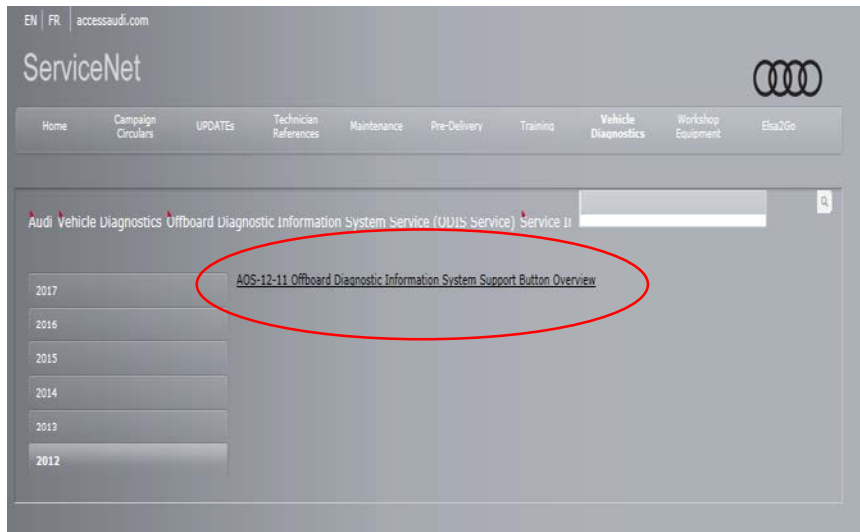 EN FR accessaudi.com
ServiceNet
Home Campaign Circulars UPDATEs Technician References Maintenance Pre-Delivery Training Vehicle Diagnostics Workshop Equipment Elsa2Go
Audi Vehicle Diagnostics Offboard Diagnostic Information System Service (ODIS Service) Service
AOS-12-11 Offboard Diagnostic Information System Support Button Overview
2017
2016
2015
2014
2013
2012